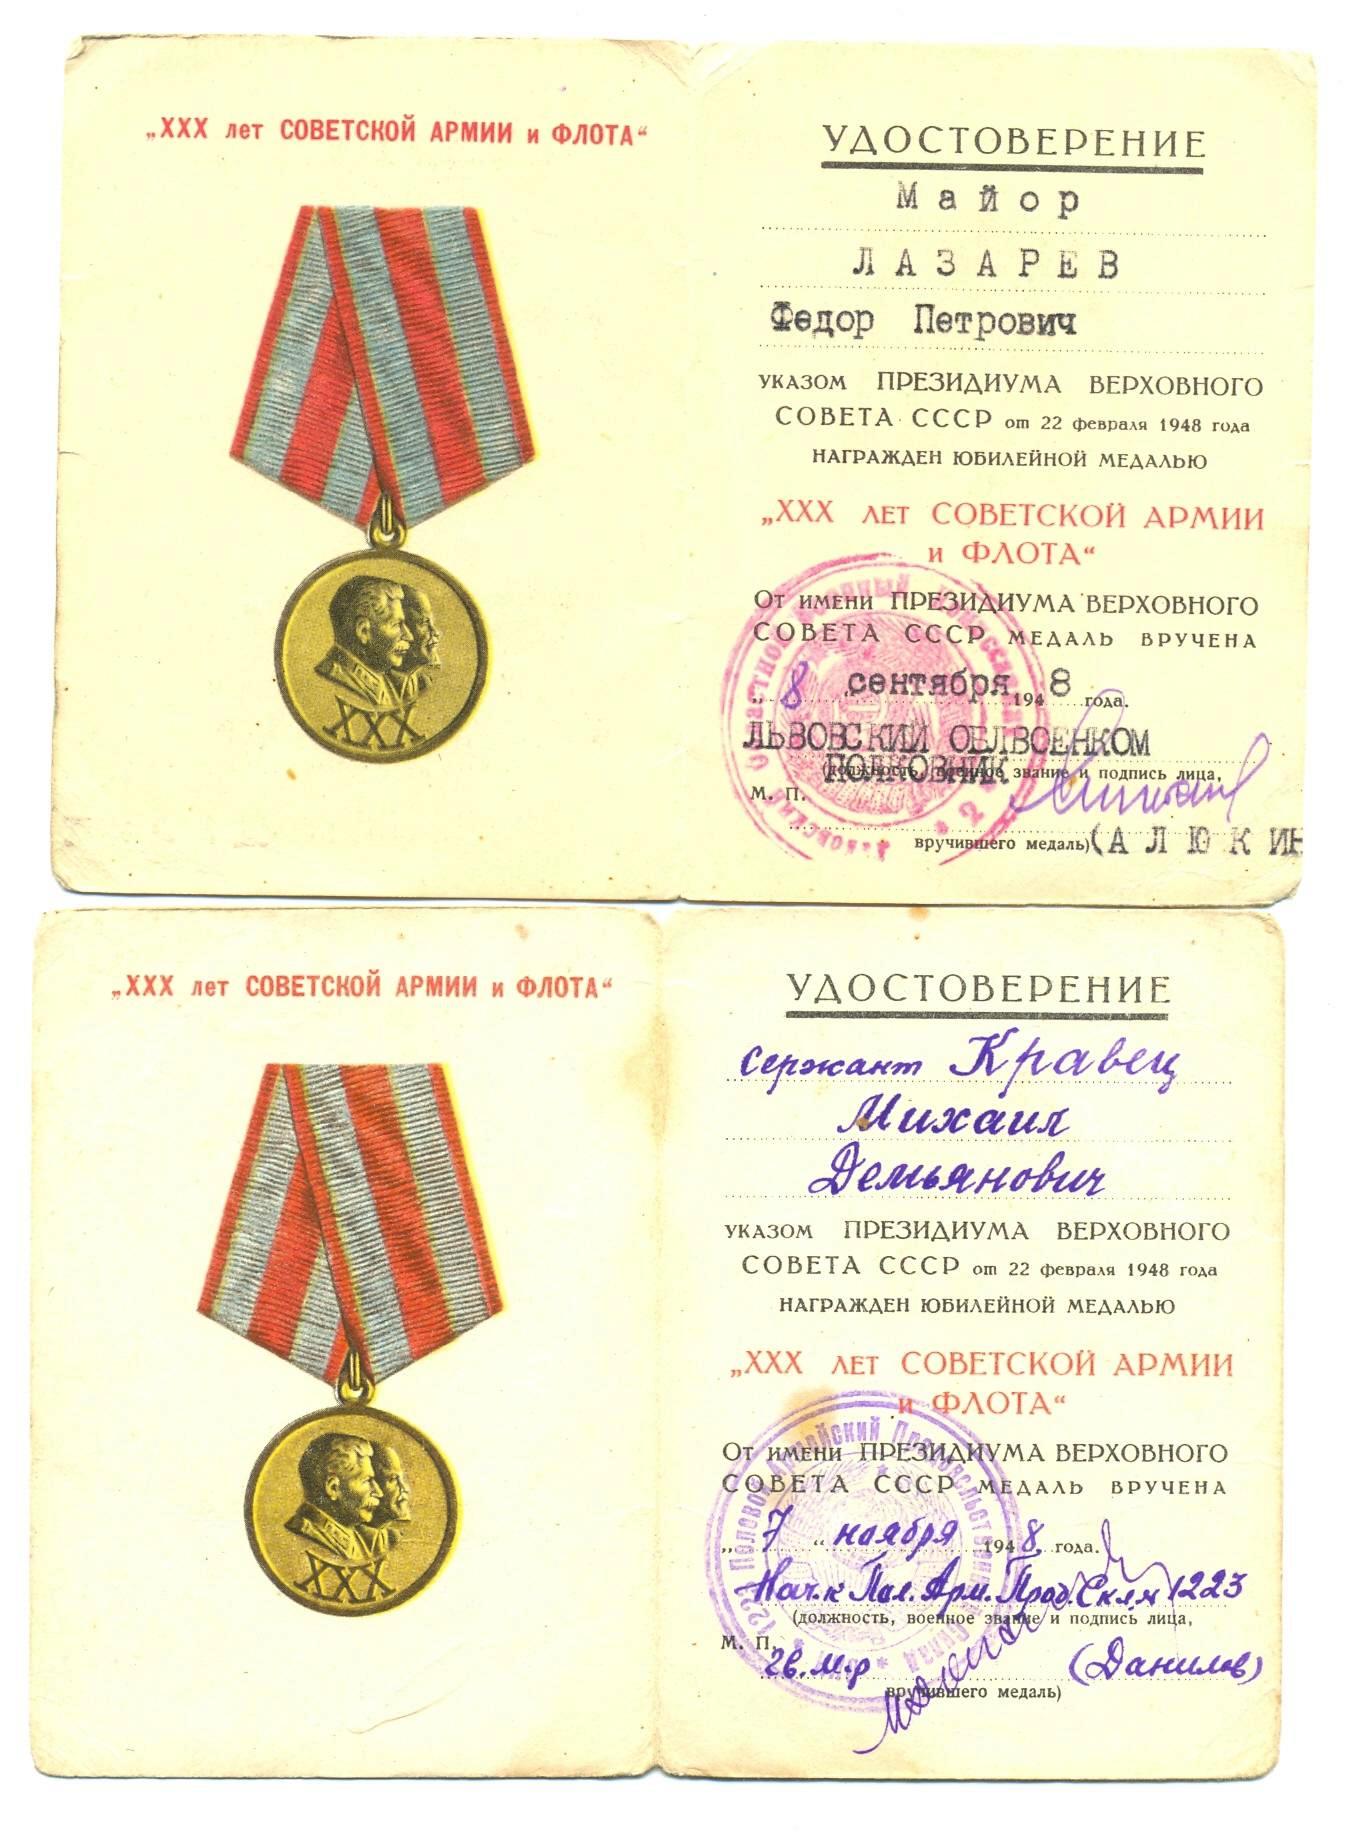 „XXX лет СОВЕТСКОЙ АРМИИ и ФЛОТА“
XXX
УДОСТОВЕРЕНИЕ
Майор
ЛАЗАРЕВ
Федор Петрович
УКАЗОМ ПРЕЗИДИУМА ВЕРХОВНОГО
СОВЕТА СССР от 22 февраля 1948 года
НАГРАЖДЕН ЮБИЛЕЙНОЙ МЕДАЛЬЮ
„XXX ЛЕТ СОВЕТСКОЙ АРМИИ
и ФЛОТА“
ОТ ИМЕНИ ПРЕЗИДИУМА ВЕРХОВНОГО
СОВЕТА СССР МЕДАЛЬ ВРУЧЕНА
„8“ сентября 1948 года.
ЛЬВОВСКИЙ ОБЛВОЕНКОМ
ПОЛКОВНИК
(должность, военное звание и подпись лица,
М. П.
вручившего медаль)
(АЛЮКИН
„XXX лет СОВЕТСКОЙ АРМИИ и ФЛОТА“
XXX
УДОСТОВЕРЕНИЕ
сержант Кравец
Михаил
Демьянович
УКАЗОМ ПРЕЗИДИУМА ВЕРХОВНОГО
СОВЕТА СССР от 22 февраля 1948 года
НАГРАЖДЕН ЮБИЛЕЙНОЙ МЕДАЛЬЮ
„XXX ЛЕТ СОВЕТСКОЙ АРМИИ
и ФЛОТА“
ОТ ИМЕНИ ПРЕЗИДИУМА ВЕРХОВНОГО
СОВЕТА СССР МЕДАЛЬ ВРУЧЕНА
„7“ ноября 1948 года.
Нач-к Пол. Арм. Прод. Скл. № 1223
(должность, военное звание и подпись лица,
М. П.
гв. м-р (Данилов)
вручившего медаль)